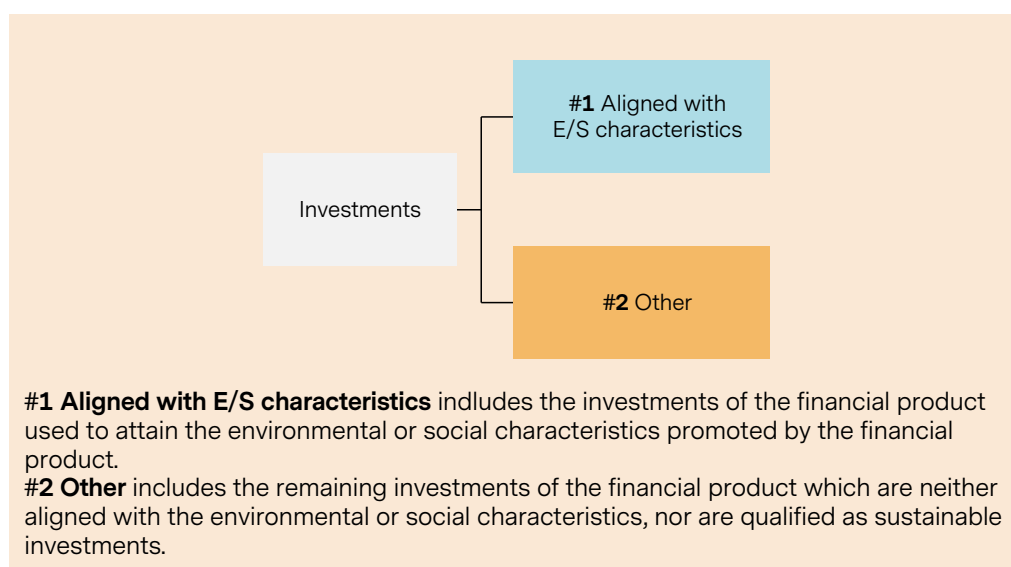 #1 Aligned with
E/S characteristics
Investments
#2 Other
#1 Aligned with E/S characteristics indludes the investments of the financial product
used to attain the environmental or social characteristics promoted by the financial
product.
#2 Other includes the remaining investments of the financial product which are neither
aligned with the environmental or social characteristics, nor are qualified as sustainable
investments.